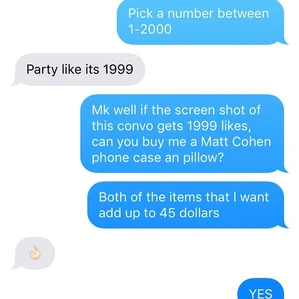 Pick a number between
1-2000
Party like its 1999
Mk well if the screen shot of
this convo gets 1999 likes,
can you buy me a Matt Cohen
phone case an pillow?
Both of the items that I want
add up to 45 dollars
👌🏻
YES